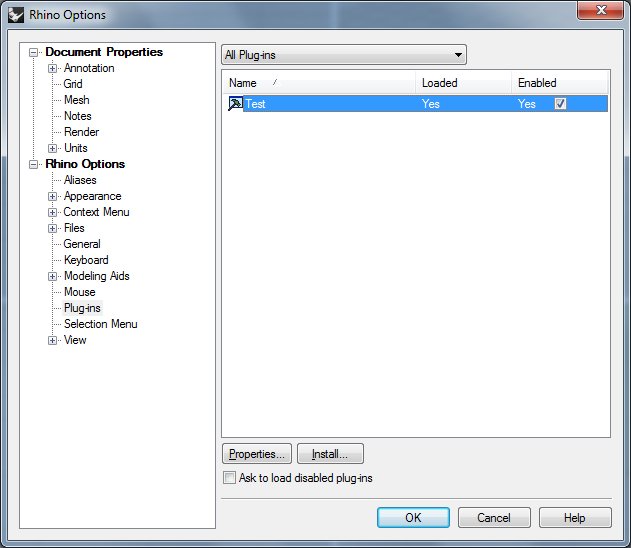 Rhino Options
Document Properties
Annotation
Grid
Mesh
Notes
Render
Units
Rhino Options
Aliases
Appearance
Context Menu
Files
General
Keyboard
Modeling Aids
Mouse
Plug-ins
Selection Menu
View
All Plug-ins
Name Loaded Enabled
Test Yes Yes
Properties... Install...
Ask to load disabled plug-ins
OK Cancel Help